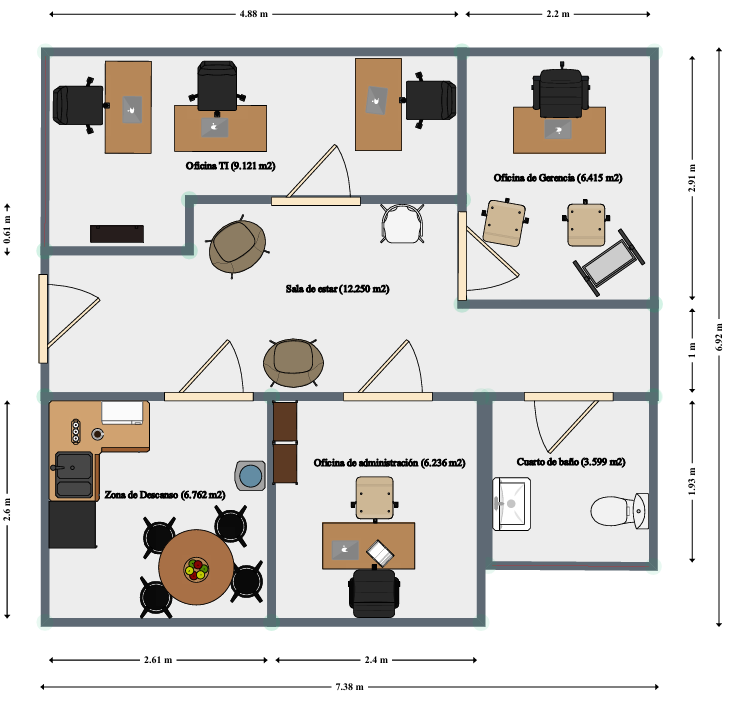 4.88 m
2.2 m
Oficina TI (9.121 m2)
Oficina de Gerencia (6.415 m2)
2.91 m
0.61 m
Sala de estar (12.250 m2)
1 m
6.92 m
Oficina de administración (6.236 m2)
Cuarto de baño (3.599 m2)
1.93 m
Zona de Descanso (6.762 m2)
2.6 m
2.61 m
2.4 m
7.38 m